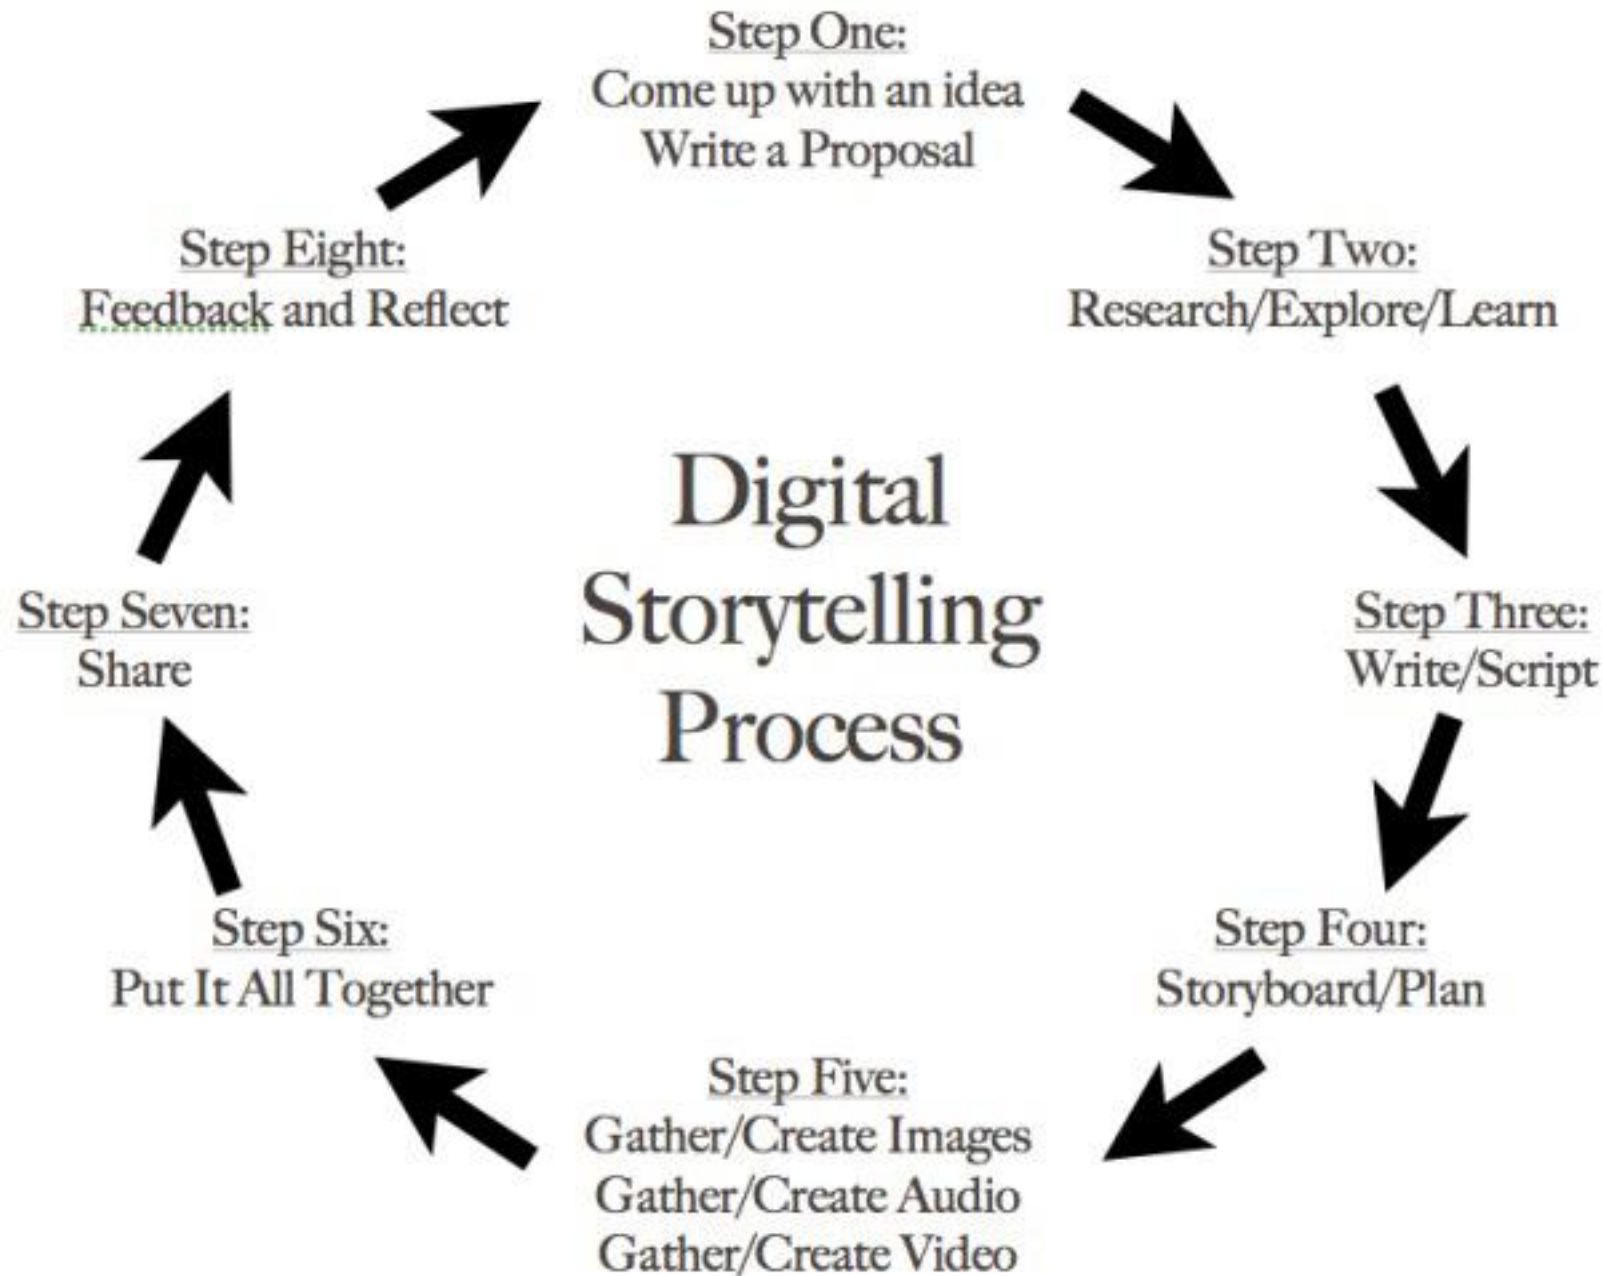 Step One:
Come up with an idea
Write a Proposal
Step Two:
Research/Explore/Learn
Step Three:
Write/Script
Step Four:
Storyboard/Plan
Step Five:
Gather/Create Images
Gather/Create Audio
Gather/Create Video
Step Six:
Put It All Together
Step Seven:
Share
Step Eight:
Feedback and Reflect
Digital
Storytelling
Process